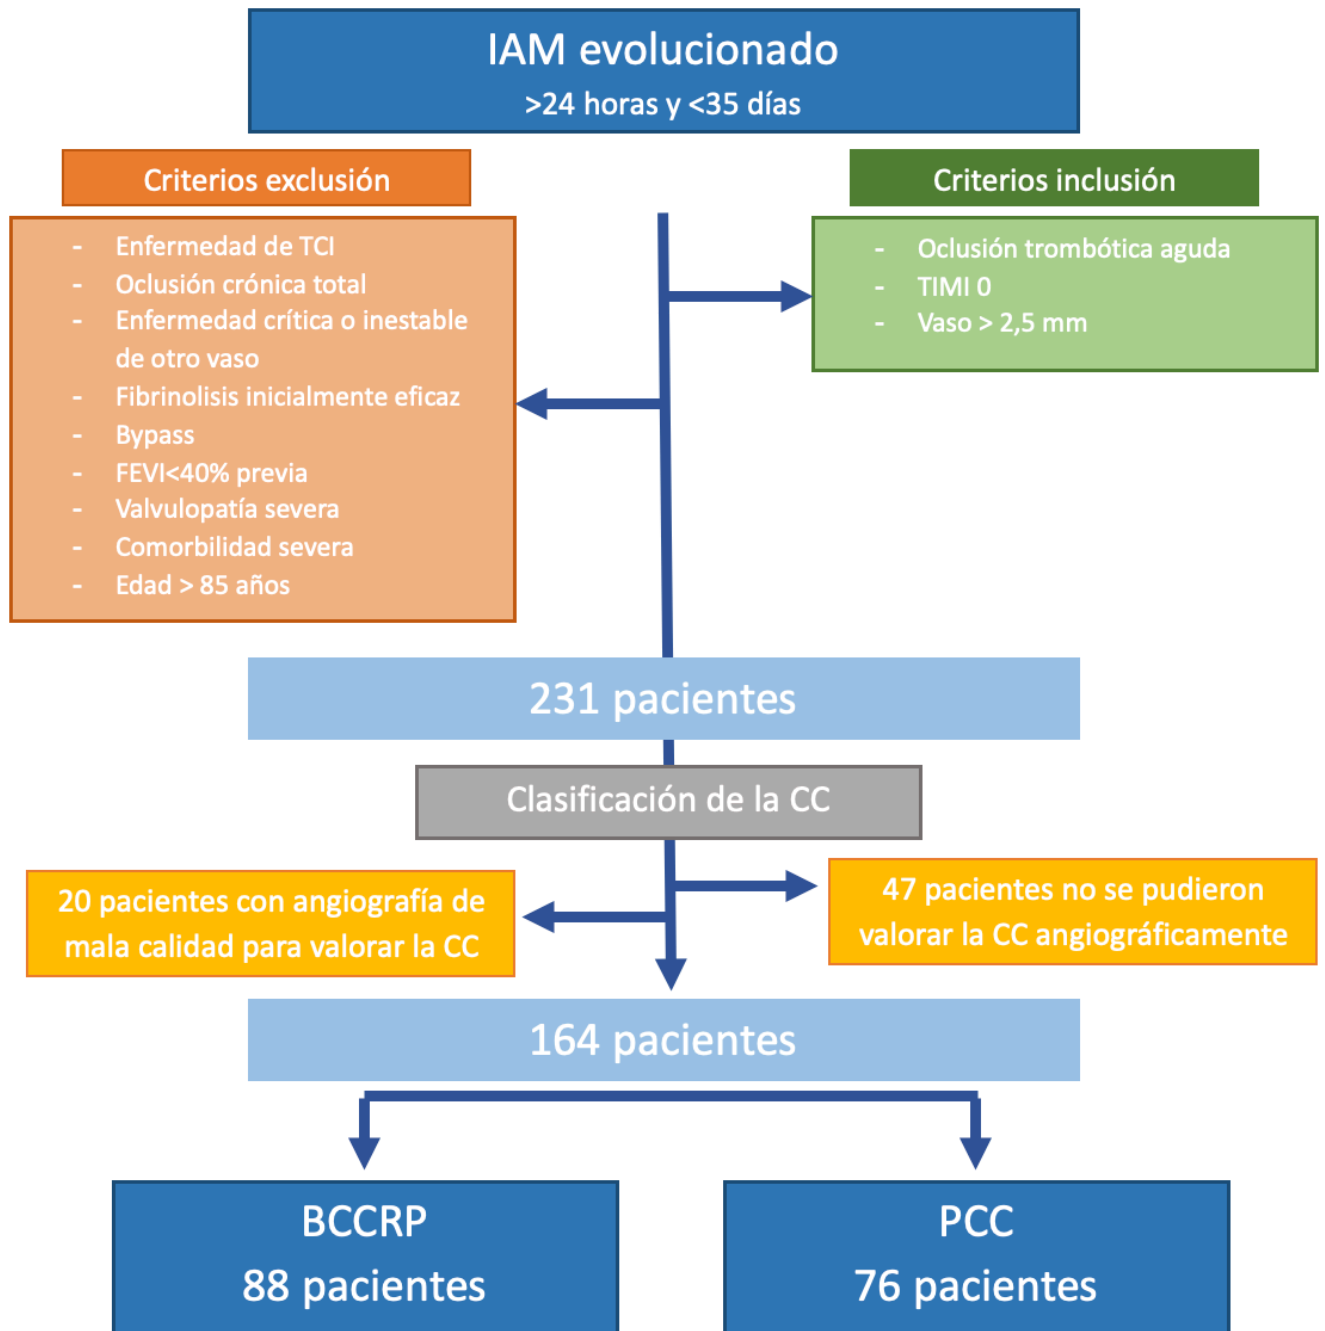 IAM evolucionado
>24 horas y <35 días
Criterios exclusión
- Enfermedad de TCI
- Oclusión crónica total
- Enfermedad crítica o inestable
de otro vaso
- Fibrinolisis inicialmente eficaz
- Bypass
- FEVI<40% previa
- Valvulopatía severa
- Comorbilidad severa
- Edad > 85 años
Criterios inclusión
- Oclusión trombótica aguda
- TIMI 0
- Vaso > 2,5 mm
231 pacientes
Clasificación de la CC
20 pacientes con angiografía de
mala calidad para valorar la CC
47 pacientes no se pudieron
valorar la CC angiográficamente
164 pacientes
BCCRP
88 pacientes
PCC
76 pacientes